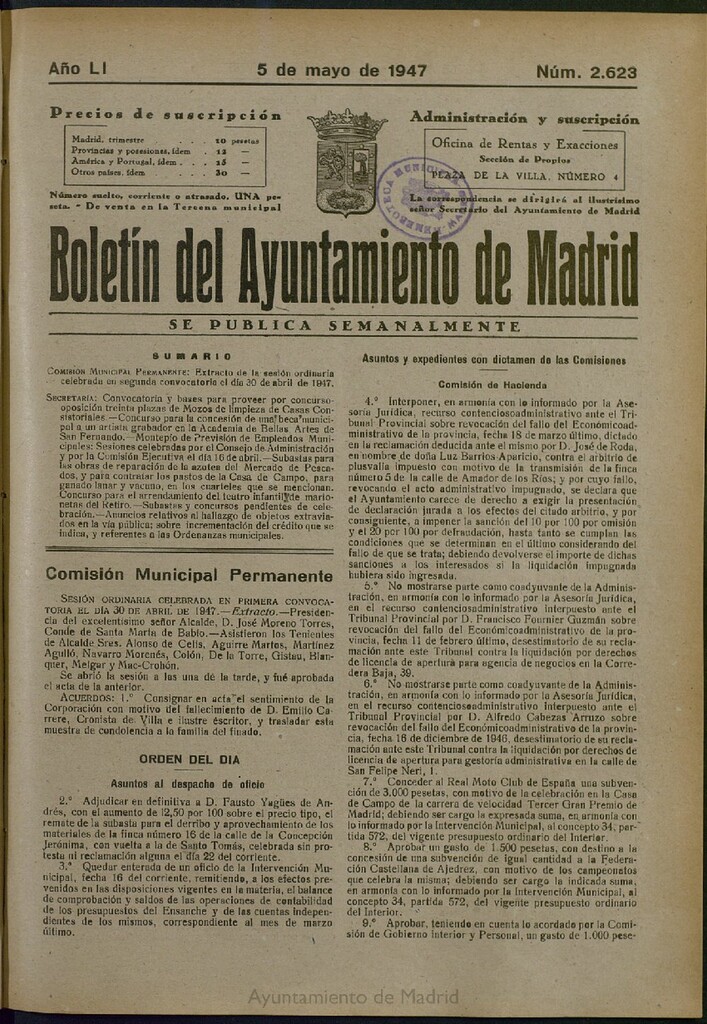 Año LI
5 de mayo de 1947
Núm. 2.623
Precios de suscripción
Madrid, trimestre . . . 10 pesetas
Provincias y posesiones, ídem . . 12 —
América y Portugal, ídem . . . 15 —
Otros países, ídem . . . 30 —
Número suelto, corriente o atrasado, UNA pe-
seta. - De venta en la Tercena municipal
Administración y suscripción
Oficina de Rentas y Exacciones
Sección de Propios
PLAZA DE LA VILLA, NÚMERO 4
La correspondencia se dirigirá al ilustrísimo
señor Secretario del Ayuntamiento de Madrid
HEMEROTECA MUNICIPAL
Boletín del Ayuntamiento de Madrid
SE PUBLICA SEMANALMENTE
SUMARIO
COMISIÓN MUNICIPAL PERMANENTE: Extracto de la sesión ordinaria
celebrada en segunda convocatoria el día 30 de abril de 1947.
SECRETARÍA: Convocatoria y bases para proveer por concurso-
oposición treinta plazas de Mozos de limpieza de Casas Con-
sistoriales.—Concurso para la concesión de una beca munici-
pal a un artista grabador en la Academia de Bellas Artes de
San Fernando.—Montepío de Previsión de Empleados Muni-
cipales: Sesiones celebradas por el Consejo de Administración
y por la Comisión Ejecutiva el día 16 de abril.—Subastas para
las obras de reparación de la azotea del Mercado de Pesca-
dos, y para contratar los pastos de la Casa de Campo, para
ganado lanar y vacuno, en los cuarteles que se mencionan.
Concurso para el arrendamiento del teatro infantil de mario-
netas del Retiro.—Subastas y concursos pendientes de cele-
bración.—Anuncios relativos al hallazgo de objetos extravia-
dos en la vía pública; sobre incrementación del crédito que se
indica, y referentes a las Ordenanzas municipales.
Comisión Municipal Permanente
SESIÓN ORDINARIA CELEBRADA EN PRIMERA CONVOCA-
TORIA EL DÍA 30 DE ABRIL DE 1947.—Extracto.—Presiden-
cia del excelentísimo señor Alcalde, D. José Moreno Torres,
Conde de Santa Marta de Babío.—Asistieron los Tenientes
de Alcalde Sres. Alonso de Celis, Aguirre Martos, Martínez
Agulló, Navarro Morenés, Colón, De la Torre, Gistau, Blan-
quer, Melgar y Mac-Crohón.
Se abrió la sesión a las una de la tarde, y fué aprobada
el acta de la anterior.
ACUERDOS: 1.º Consignar en acta el sentimiento de la
Corporación con motivo del fallecimiento de D. Emilio Ca-
rrere, Cronista de Villa e ilustre escritor, y trasladar esta
muestra de condolencia a la familia del finado.
ORDEN DEL DIA
Asuntos al despacho de oficio
2.º Adjudicar en definitiva a D. Fausto Yagües de An-
drés, con el aumento de 12,50 por 100 sobre el precio tipo, el
remate de la subasta para el derribo y aprovechamiento de los
materiales de la finca número 16 de la calle de la Concepción
Jerónima, con vuelta a la de Santo Tomás, celebrada sin pro-
testa ni reclamación alguna el día 22 del corriente.
3.º Quedar enterada de un oficio de la Intervención Mu-
nicipal, fecha 16 del corriente, remitiendo, a los efectos pre-
venidos en las disposiciones vigentes en la materia, el balance
de comprobación y saldos de las operaciones de contabilidad
de los presupuestos del Ensanche y de las cuentas indepen-
dientes de los mismos, correspondiente al mes de marzo
último.
Asuntos y expedientes con dictamen de las Comisiones
Comisión de Hacienda
4.º Interponer, en armonía con lo informado por la Ase-
soría Jurídica, recurso contenciosoadministrativo ante el Tri-
bunal Provincial sobre revocación del fallo del Económicoad-
ministrativo de la provincia, fecha 18 de marzo último, dictado
en la reclamación deducida ante el mismo por D. José de Roda,
en nombre de doña Luz Barrios Aparicio, contra el arbitrio de
plusvalía impuesto con motivo de la transmisión de la finca
número 5 de la calle de Amador de los Ríos; y por cuyo fallo,
revocando el acto administrativo impugnado, se declara que
el Ayuntamiento carece de derecho a exigir la presentación
de declaración jurada a los efectos del citado arbitrio, y por
consiguiente, a imponer la sanción del 10 por 100 por omisión
y el 20 por 100 por defraudación, hasta tanto se cumplan las
condiciones que se determinan en el último considerando del
fallo de que se trata; debiendo devolverse el importe de dichas
sanciones a los interesados si la liquidación impugnada
hubiera sido ingresada.
5.º No mostrarse parte como coadyuvante de la Adminis-
tración, en armonía con lo informado por la Asesoría Jurídica,
en el recurso contenciosoadministrativo interpuesto ante el
Tribunal Provincial por D. Francisco Fournier Guzmán sobre
revocación del fallo del Económicoadministrativo de la pro-
vincia, fecha 11 de febrero último, desestimatorio de su recla-
mación ante este Tribunal contra la liquidación por derechos
de licencia de apertura para agencia de negocios en la Corre-
dera Baja, 39.
6.º No mostrarse parte como coadyuvante de la Adminis-
tración, en armonía con lo informado por la Asesoría Jurídica,
en el recurso contenciosoadministrativo interpuesto ante el
Tribunal Provincial por D. Alfredo Cabezas Arruzo sobre
revocación del fallo del Económicoadministrativo de la provin-
cia, fecha 16 de diciembre de 1946, desestimatorio de su recla-
mación ante este Tribunal contra la liquidación por derechos de
licencia de apertura para gestoría administrativa en la calle de
San Felipe Neri, 1.
7.º Conceder al Real Moto Club de España una subven-
ción de 3.000 pesetas, con motivo de la celebración en la Casa
de Campo de la carrera de velocidad Tercer Gran Premio de
Madrid; debiendo ser cargo la expresada suma, en armonía con
lo informado por la Intervención Municipal, al concepto 34, par-
tida 572, del vigente presupuesto ordinario del Interior.
8.º Aprobar un gasto de 1.500 pesetas, con destino a la
concesión de una subvención de igual cantidad a la Federa-
ción Castellana de Ajedrez, con motivo de los campeonatos
que celebra la misma; debiendo ser cargo la indicada suma,
en armonía con lo informado por la Intervención Municipal, al
concepto 34, partida 572, del vigente presupuesto ordinario
del Interior.
9.º Aprobar, teniendo en cuenta lo acordado por la Comi-
sión de Gobierno interior y Personal, un gasto de 1.000 pese-
Ayuntamiento de Madrid